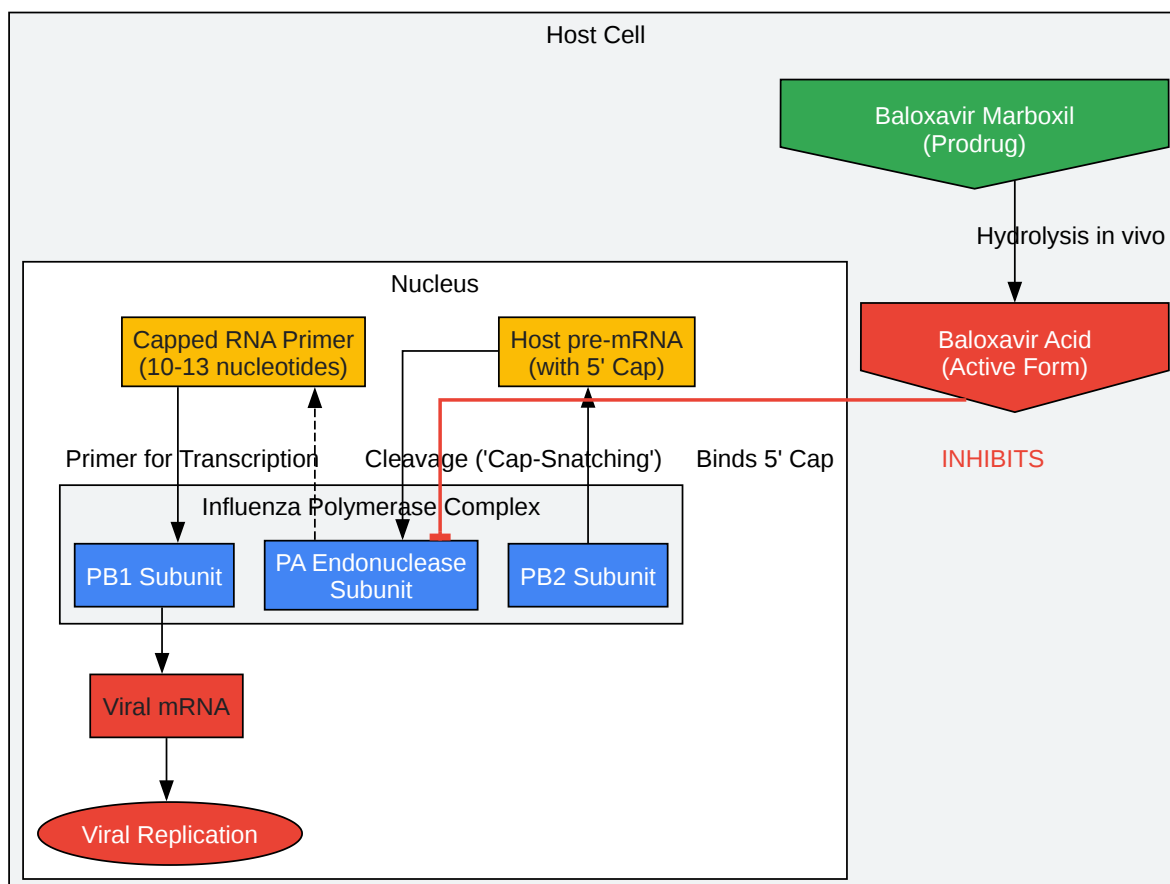 Host Cell
Baloxavir Marboxil
(Prodrug)
Hydrolysis in vivo
Nucleus
Capped RNA Primer
(10-13 nucleotides)
Host pre-mRNA
(with 5' Cap)
Baloxavir Acid
(Active Form)
Primer for Transcription
Cleavage ('Cap-Snatching')
Binds 5' Cap
INHIBITS
Influenza Polymerase Complex
PB1 Subunit
PA Endonuclease
Subunit
PB2 Subunit
Viral mRNA
Viral Replication